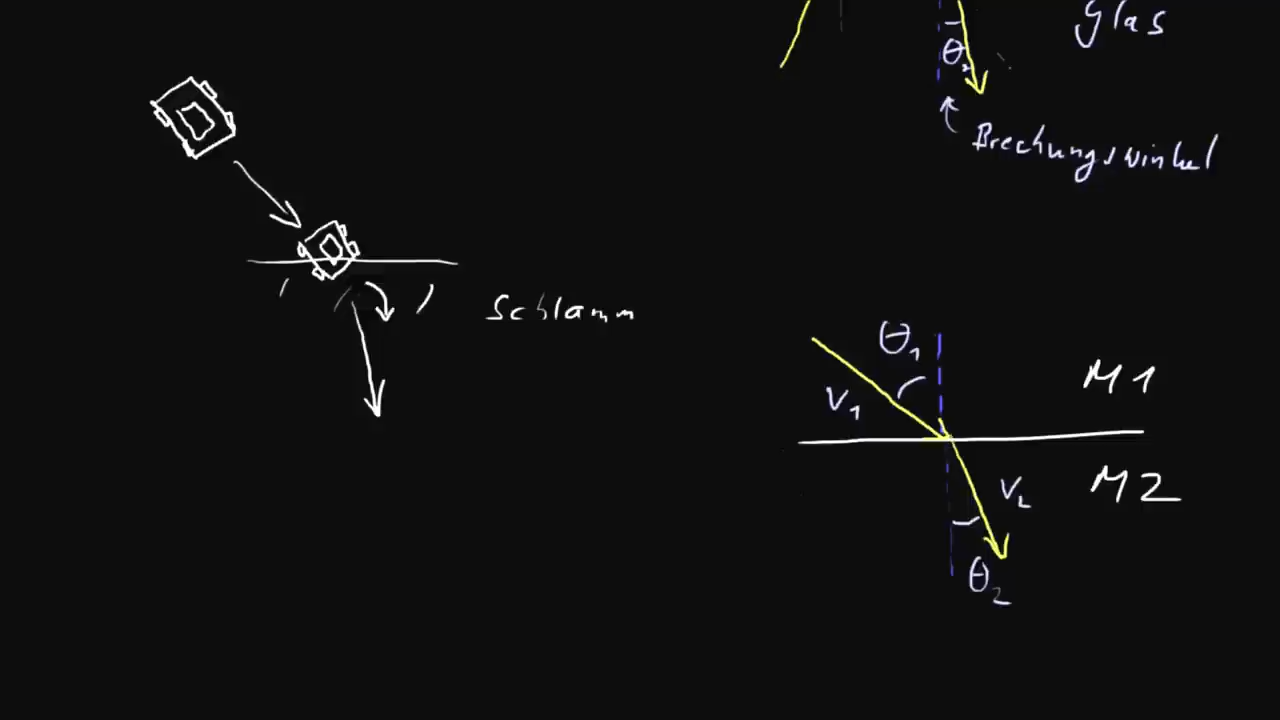 Glas
θ₂
Brechungswinkel
Schlamm
θ₁
M1
V₁
V₂
M2
θ₂